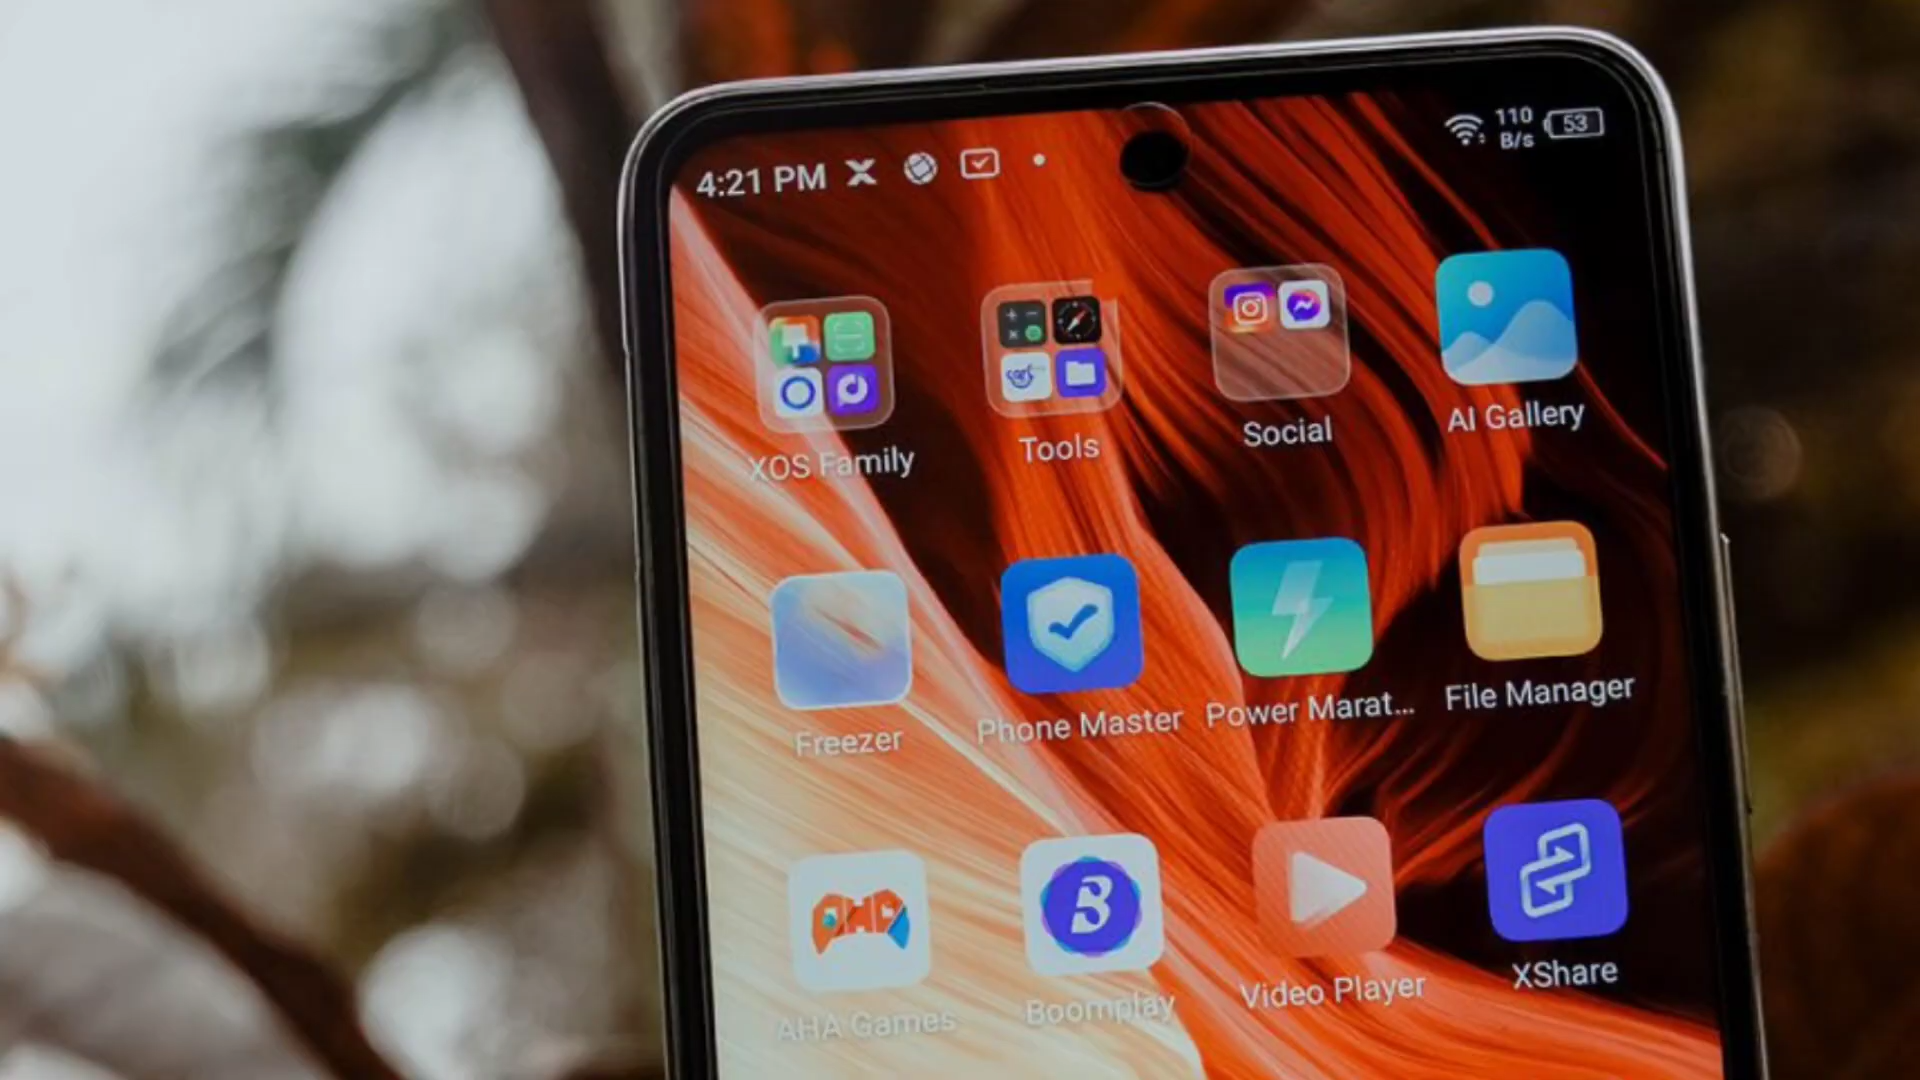 4:21 PM
110
B/s
53
XOS Family
Tools
Social
AI Gallery
Freezer
Phone Master
Power Marat...
File Manager
AHA
B
AHA Games
Boomplay
Video Player
XShare